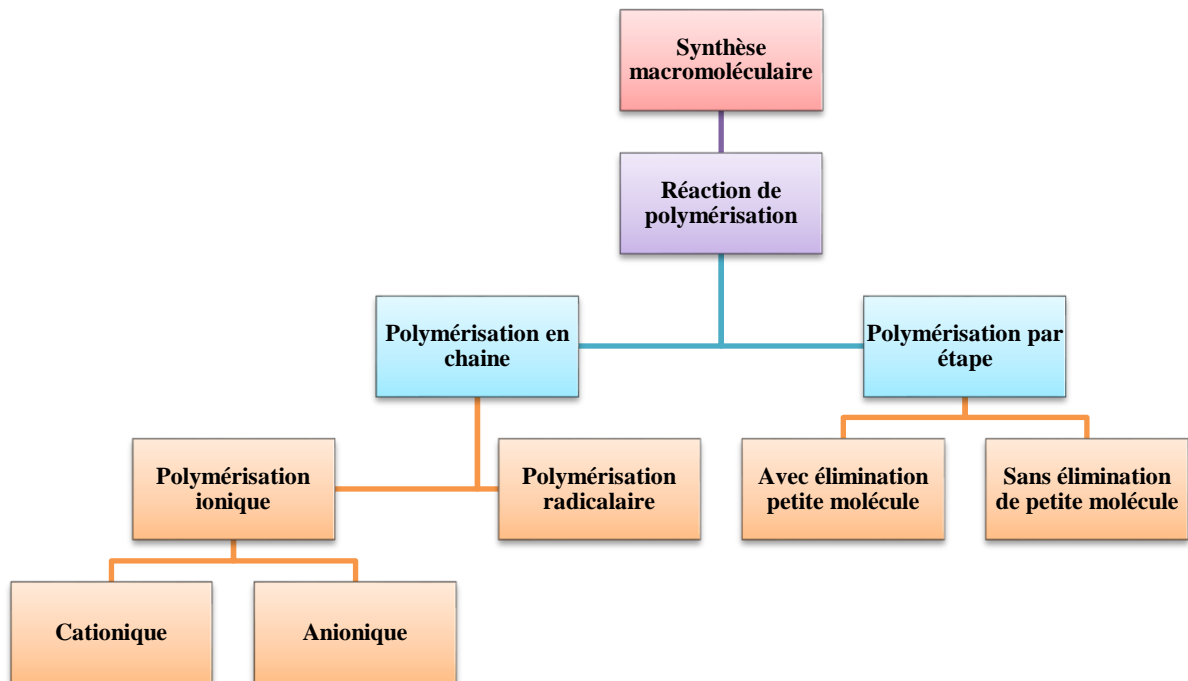 Synthèse
macromoléculaire
Réaction de
polymérisation
Polymérisation en
chaine
Polymérisation par
étape
Polymérisation
ionique
Polymérisation
radicalaire
Avec élimination
petite molécule
Sans élimination
de petite molécule
Cationique
Anionique